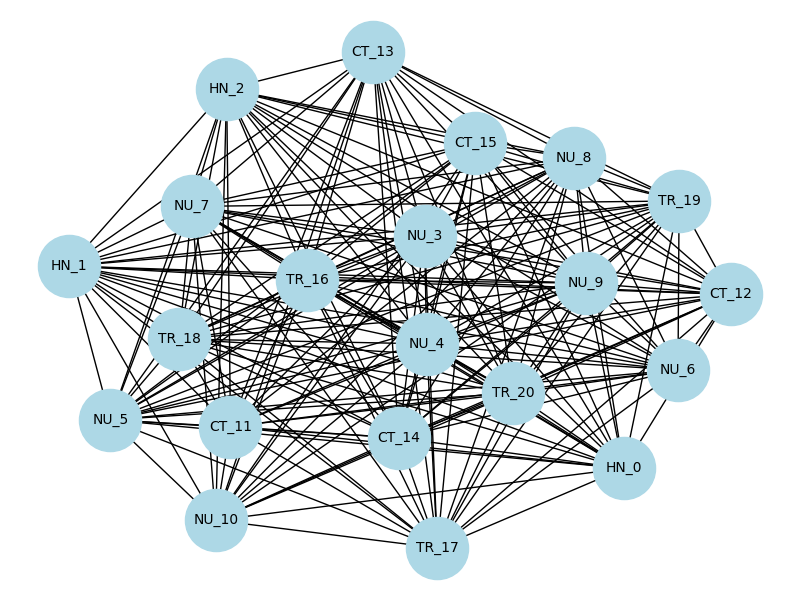 CT_13
HN_2
CT_15
NU_8
NU_7
TR_19
NU_3
HN_1
TR_16
NU_9
CT_12
TR_18
NU_4
NU_6
TR_20
NU_5
CT_11
CT_14
HN_0
NU_10
TR_17